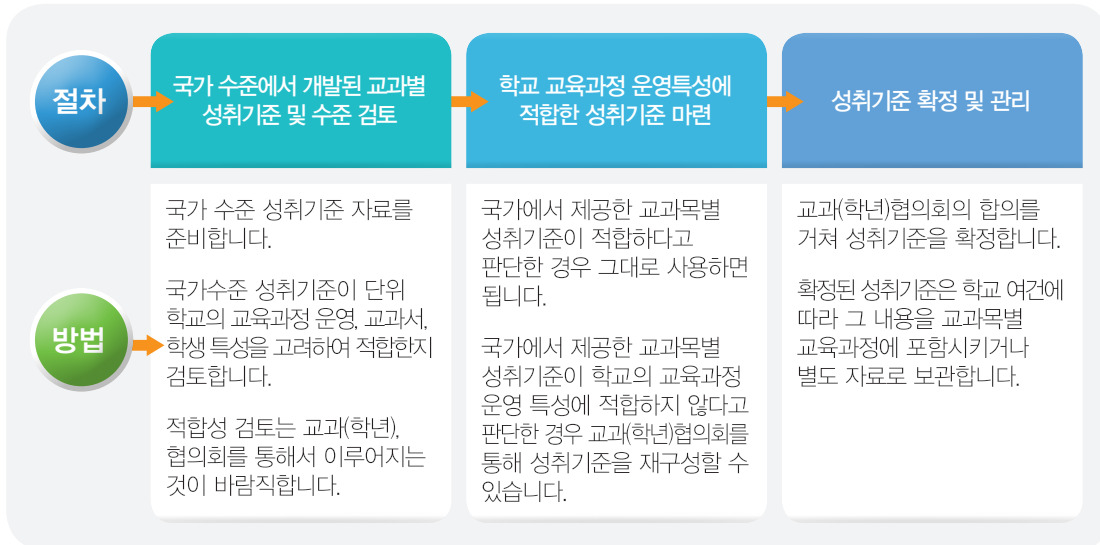 절차
국가 수준에서 개발된 교과별
성취기준 및 수준 검토
학교 교육과정 운영특성에
적합한 성취기준 마련
성취기준 확정 및 관리
방법
국가 수준 성취기준 자료를
준비합니다.
국가수준 성취기준이 단위
학교의 교육과정 운영, 교과서,
학생 특성을 고려하여 적합한지
검토합니다.
적합성 검토는 교과(학년),
협의회를 통해서 이루어지는
것이 바람직합니다.
국가에서 제공한 교과목별
성취기준이 적합하다고
판단한 경우 그대로 사용하면
됩니다.
국가에서 제공한 교과목별
성취기준이 학교의 교육과정
운영 특성에 적합하지 않다고
판단한 경우 교과(학년)협의회를
통해 성취기준을 재구성할 수
있습니다.
교과(학년)협의회의 합의를
거쳐 성취기준을 확정합니다.
확정된 성취기준은 학교 여건에
따라 그 내용을 교과목별
교육과정에 포함시키거나
별도 자료로 보관합니다.